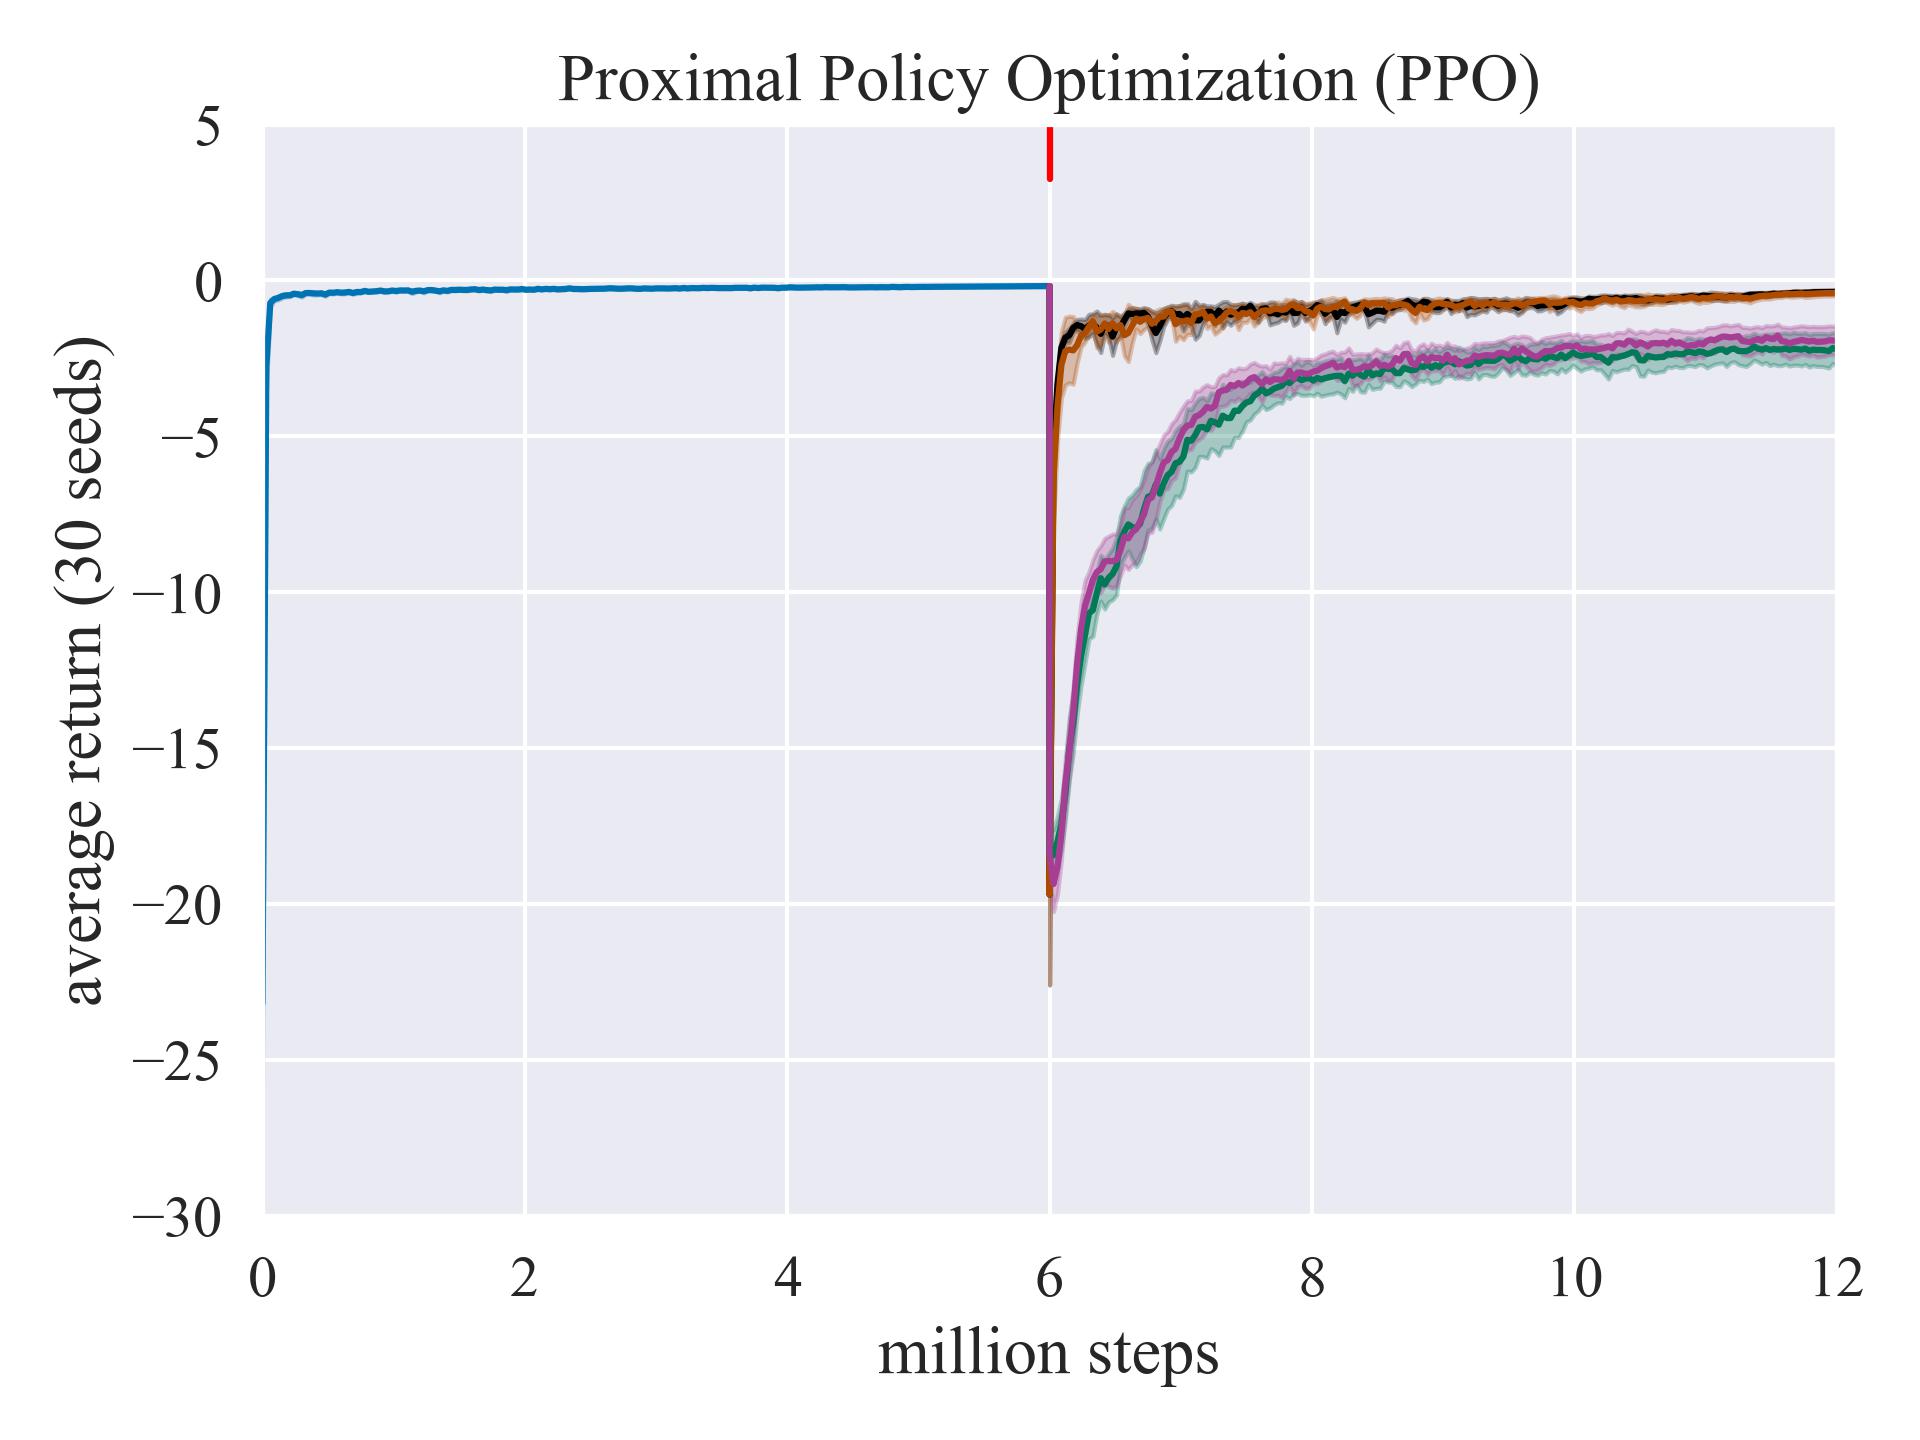 Proximal Policy Optimization (PPO)
5
0
−5
−10
−15
−20
−25
−30
average return (30 seeds)
0 2 4 6 8 10 12
million steps